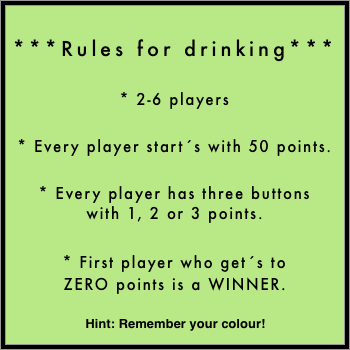 ***Rules for drinking***
* 2-6 players
* Every player start´s with 50 points.
* Every player has three buttons
with 1, 2 or 3 points.
* First player who get´s to
ZERO points is a WINNER.
Hint: Remember your colour!